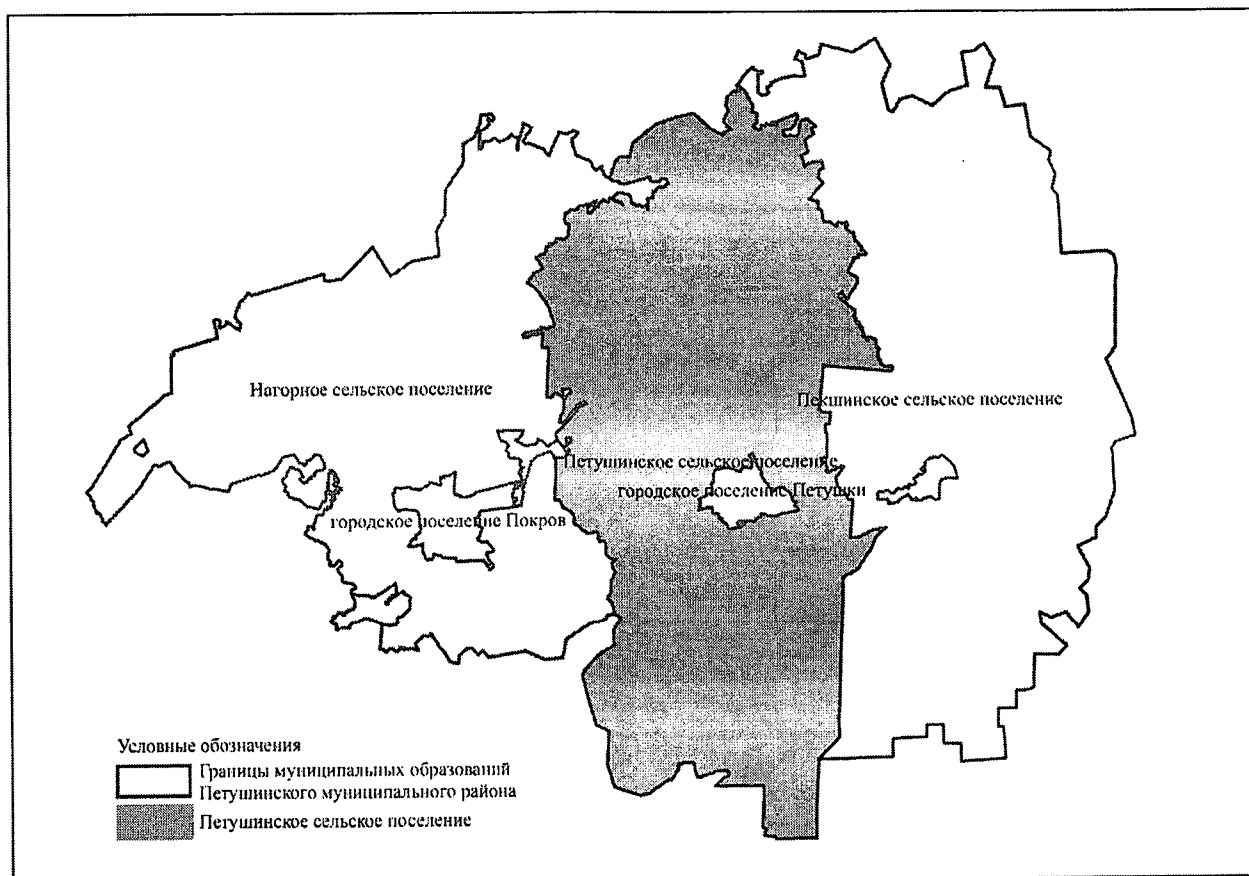 Нагорное сельское поселение
Пекшинское сельское поселение
Петушинское сельское поселение
городское поселение Петушки
городское поселение Покров
Условные обозначения
Границы муниципальных образований
Петушинского муниципального района
Петушинское сельское поселение